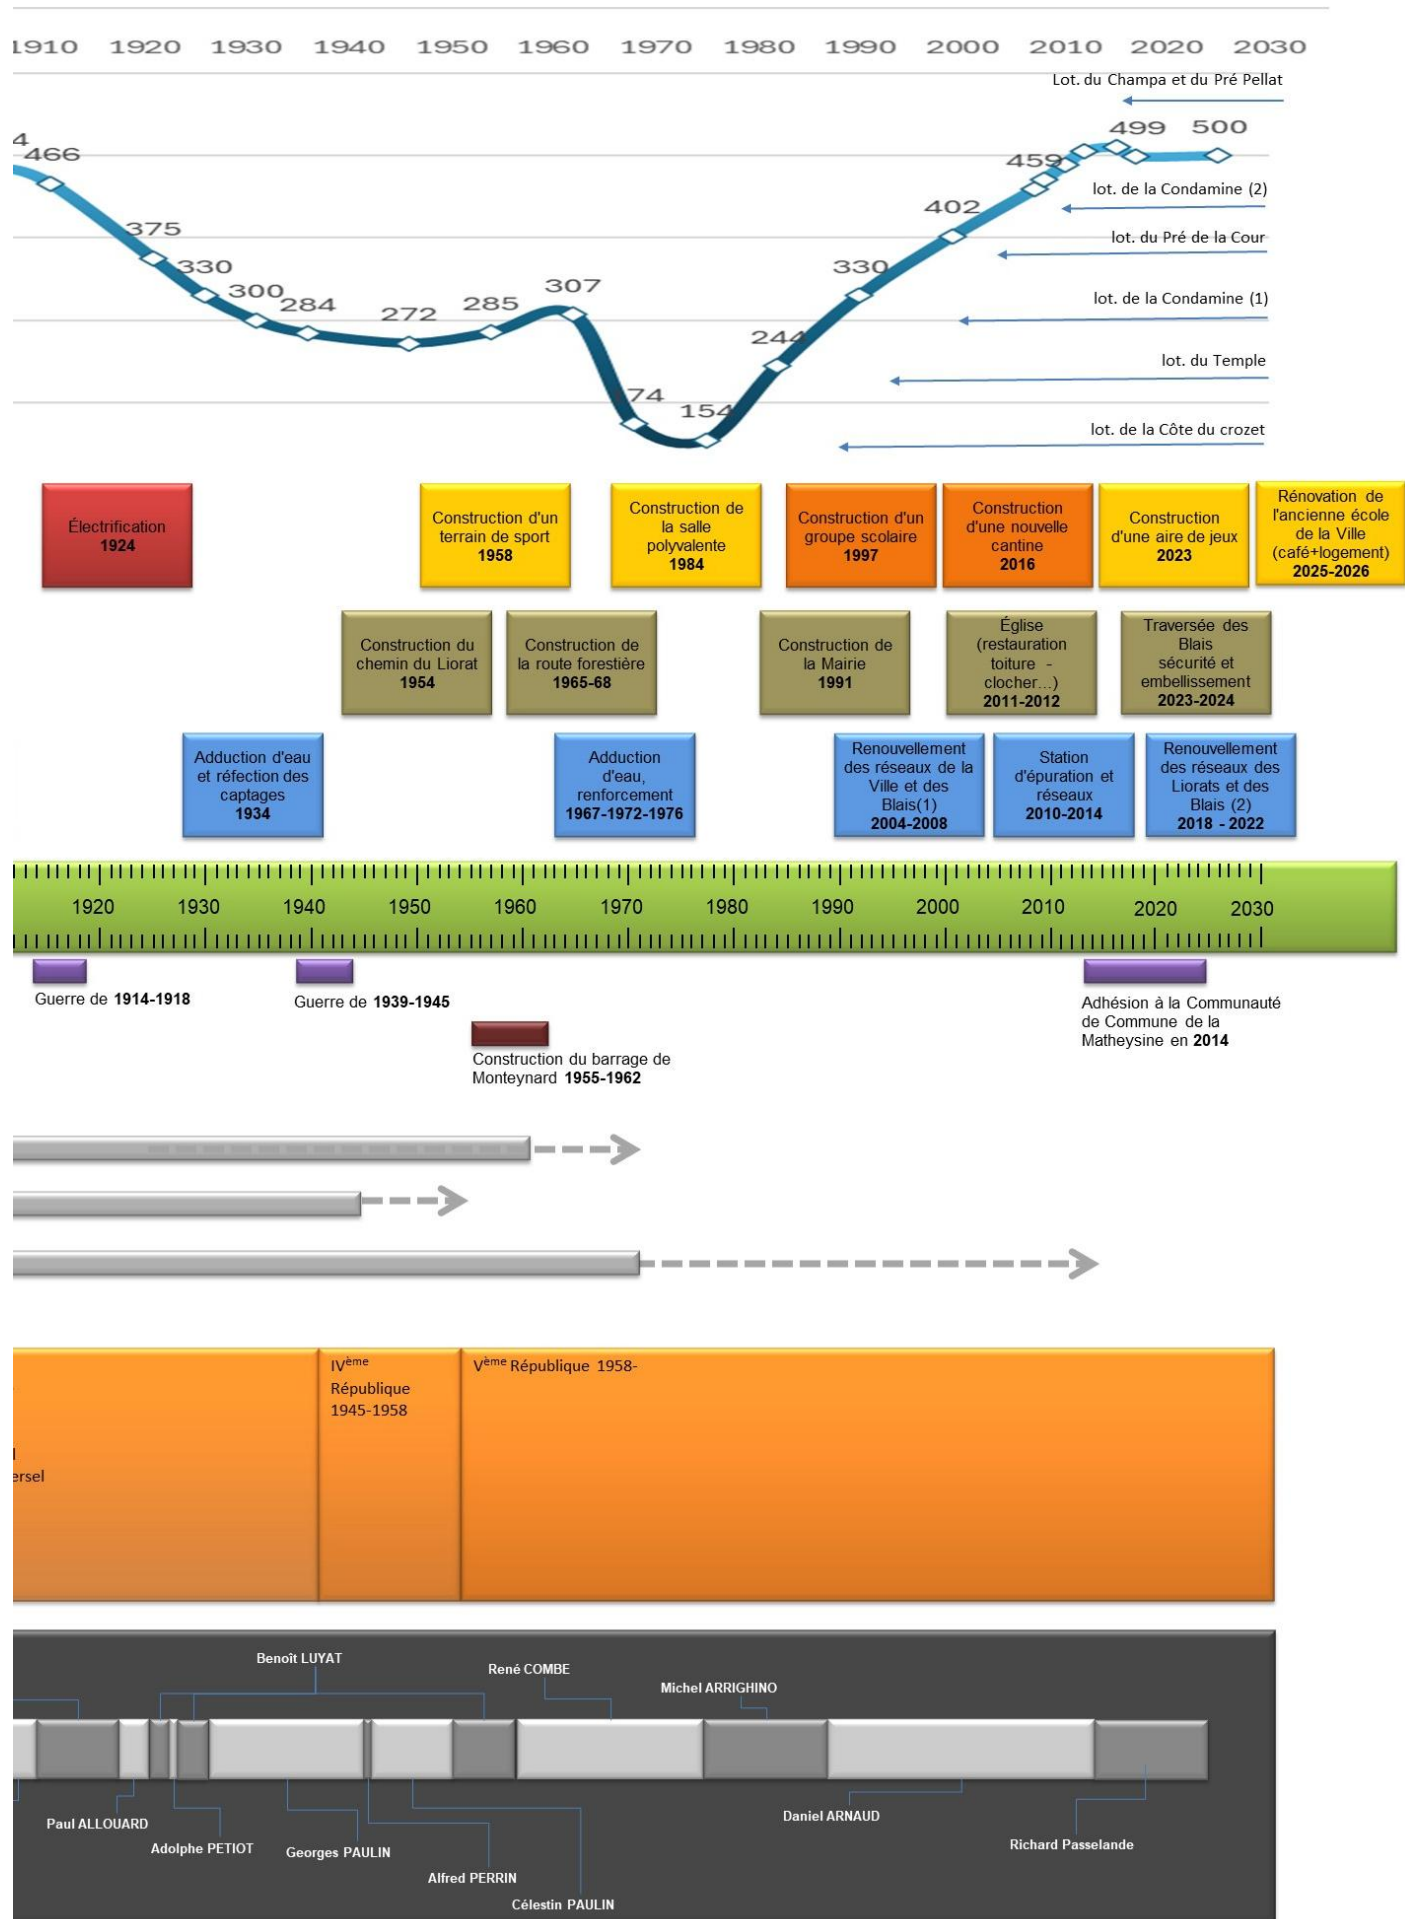 1910 1920 1930 1940 1950 1960 1970 1980 1990 2000 2010 2020 2030
Lot. du Champa et du Pré Pellat
4
466
499 500
459
lot. de la Condamine (2)
402
375
lot. du Pré de la Cour
330
330
300
284
272
285
307
lot. de la Condamine (1)
244
lot. du Temple
74
154
lot. de la Côte du crozet
Électrification
1924
Construction d'un
terrain de sport
1958
Construction de
la salle
polyvalente
1984
Construction d'un
groupe scolaire
1997
Construction
d'une nouvelle
cantine
2016
Construction
d'une aire de jeux
2023
Rénovation de
l'ancienne école
de la Ville
(café+logement)
2025-2026
Construction du
chemin du Liorat
1954
Construction de
la route forestière
1965-68
Construction de
la Mairie
1991
Église
(restauration
toiture -
clocher...)
2011-2012
Traversée des
Blais
sécurité et
embellissement
2023-2024
Adduction d'eau
et réfection des
captages
1934
Adduction
d'eau,
renforcement
1967-1972-1976
Renouvellement
des réseaux de la
Ville et des
Blais(1)
2004-2008
Station
d'épuration et
réseaux
2010-2014
Renouvellement
des réseaux des
Liorats et des
Blais (2)
2018 - 2022
1920 1930 1940 1950 1960 1970 1980 1990 2000 2010 2020 2030
Guerre de 1914-1918
Guerre de 1939-1945
Construction du barrage de
Monteynard 1955-1962
Adhésion à la Communauté
de Commune de la
Matheysine en 2014
IVème
République
1945-1958
Vème République 1958-
l
ersel
Benoît LUYAT
René COMBE
Michel ARRIGHINO
Paul ALLOUARD
Adolphe PETIOT
Georges PAULIN
Alfred PERRIN
Célestin PAULIN
Daniel ARNAUD
Richard Passelande